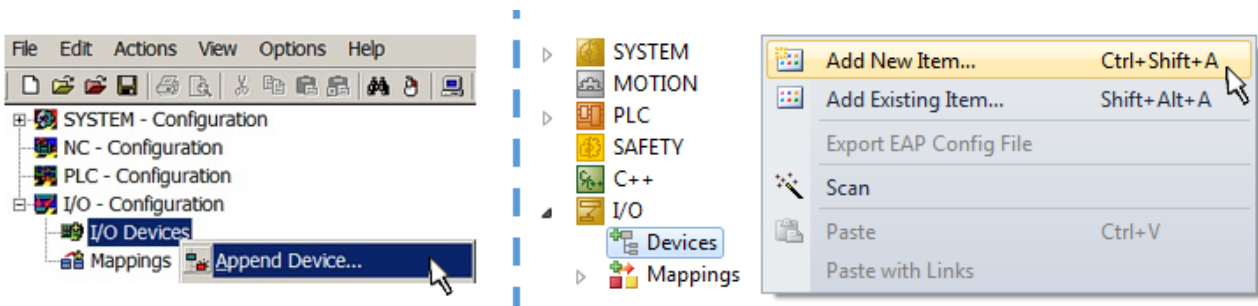 File Edit Actions View Options Help
SYSTEM - Configuration
NC - Configuration
PLC - Configuration
I/O - Configuration
I/O Devices
Mappings
Append Device...
SYSTEM
MOTION
PLC
SAFETY
C++
I/O
Devices
Mappings
Add New Item... Ctrl+Shift+A
Add Existing Item... Shift+Alt+A
Export EAP Config File
Scan
Paste Ctrl+V
Paste with Links